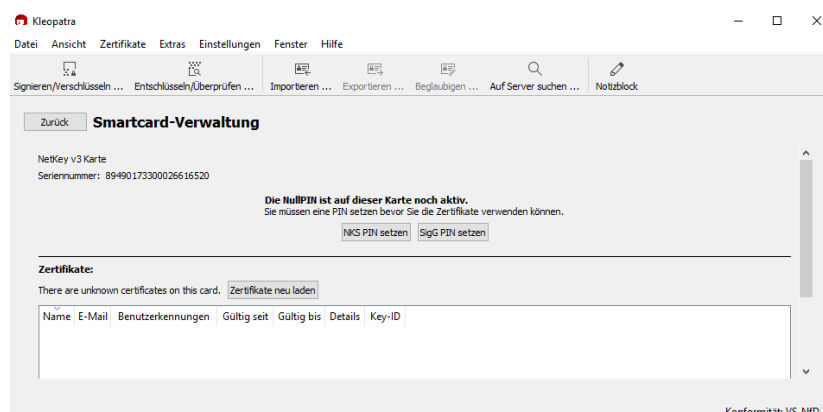 Kleopatra
Datei Ansicht Zertifikate Extras Einstellungen Fenster Hilfe
Signieren/Verschlüsseln ... Entschlüsseln/Überprüfen ... Importieren ... Exportieren ... Beglaubigen ... Auf Server suchen ... Notizblock
Zurück Smartcard-Verwaltung
NetKey v3 Karte
Seriennummer: 89490173300026616520
Die NullPIN ist auf dieser Karte noch aktiv.
Sie müssen eine PIN setzen bevor Sie die Zertifikate verwenden können.
NKS PIN setzen SigG PIN setzen
Zertifikate:
There are unknown certificates on this card. Zertifikate neu laden
Name E-Mail Benutzerkennungen Gültig seit Gültig bis Details Key-ID
Konformität: VS-NfD